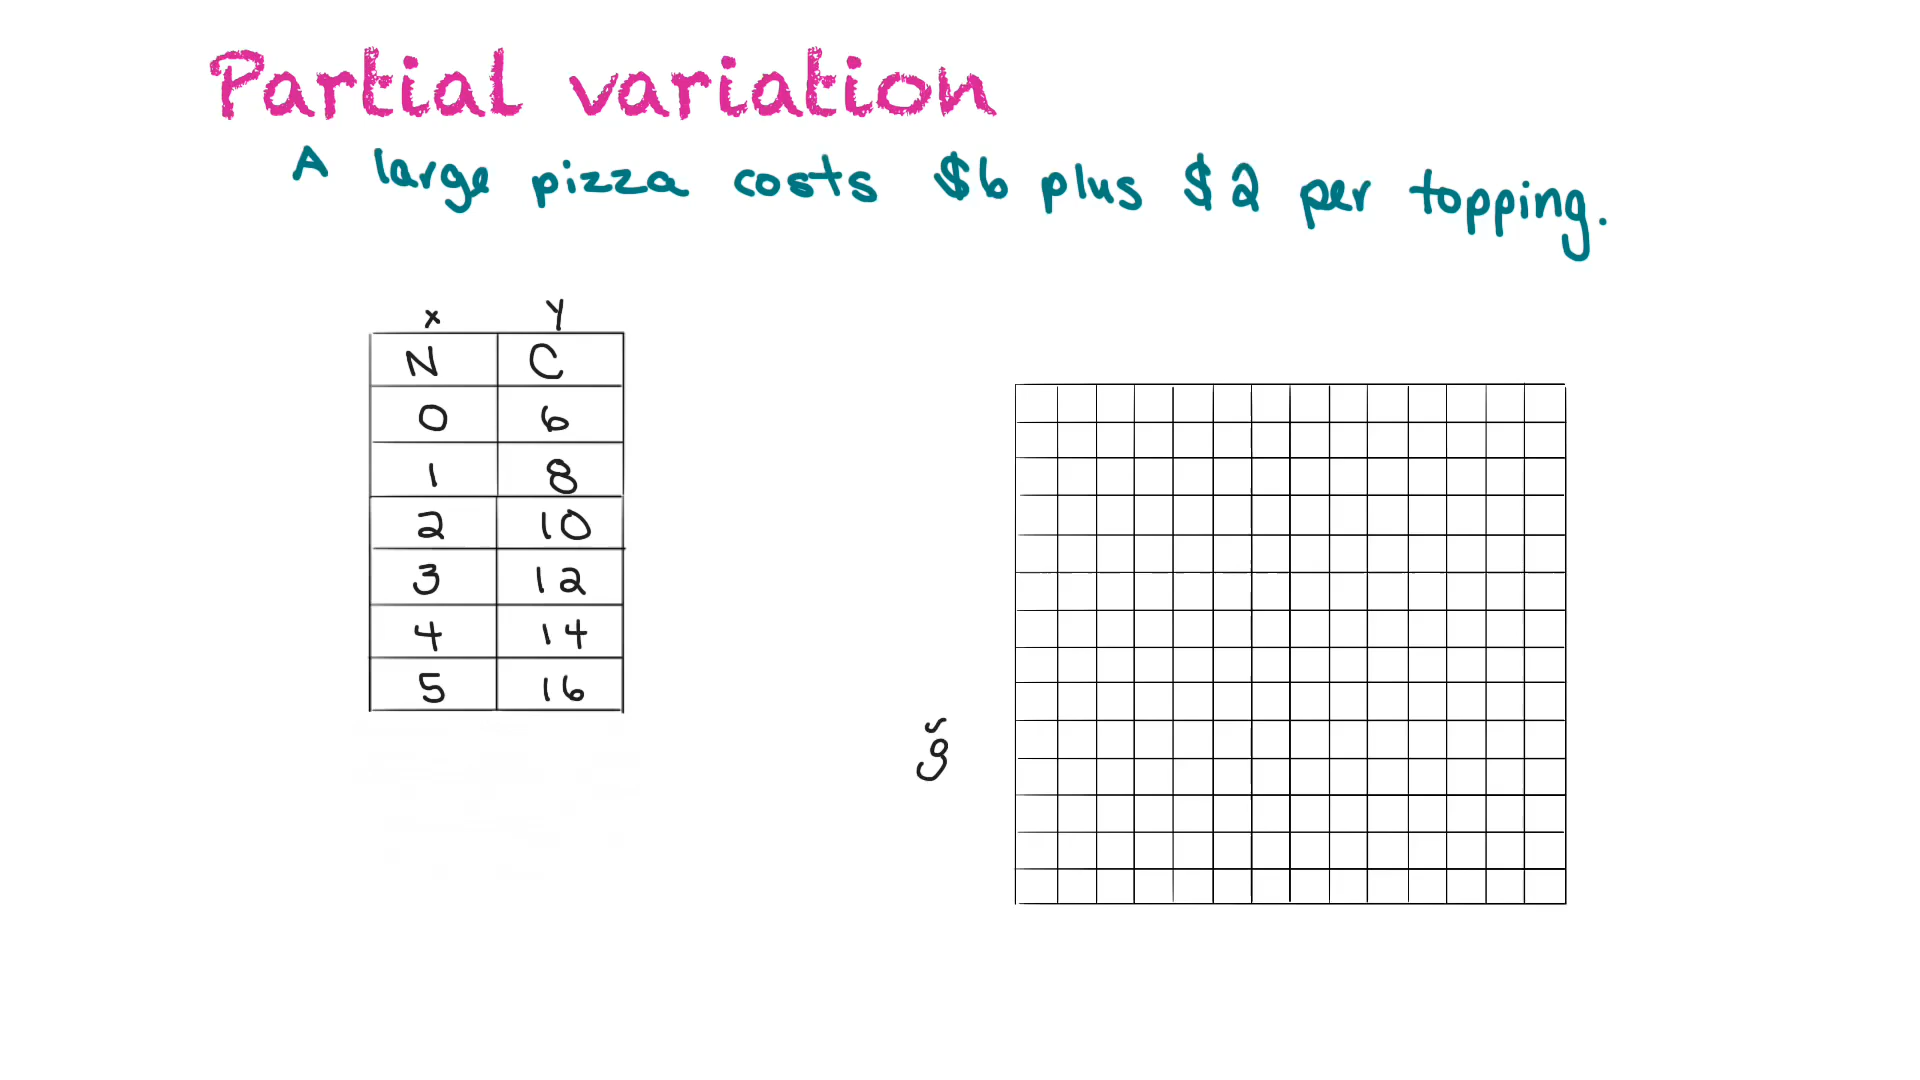 Partial variation
A large pizza costs $6 plus $2 per topping.
x y
N C
0 6
1 8
2 10
3 12
4 14
5 16